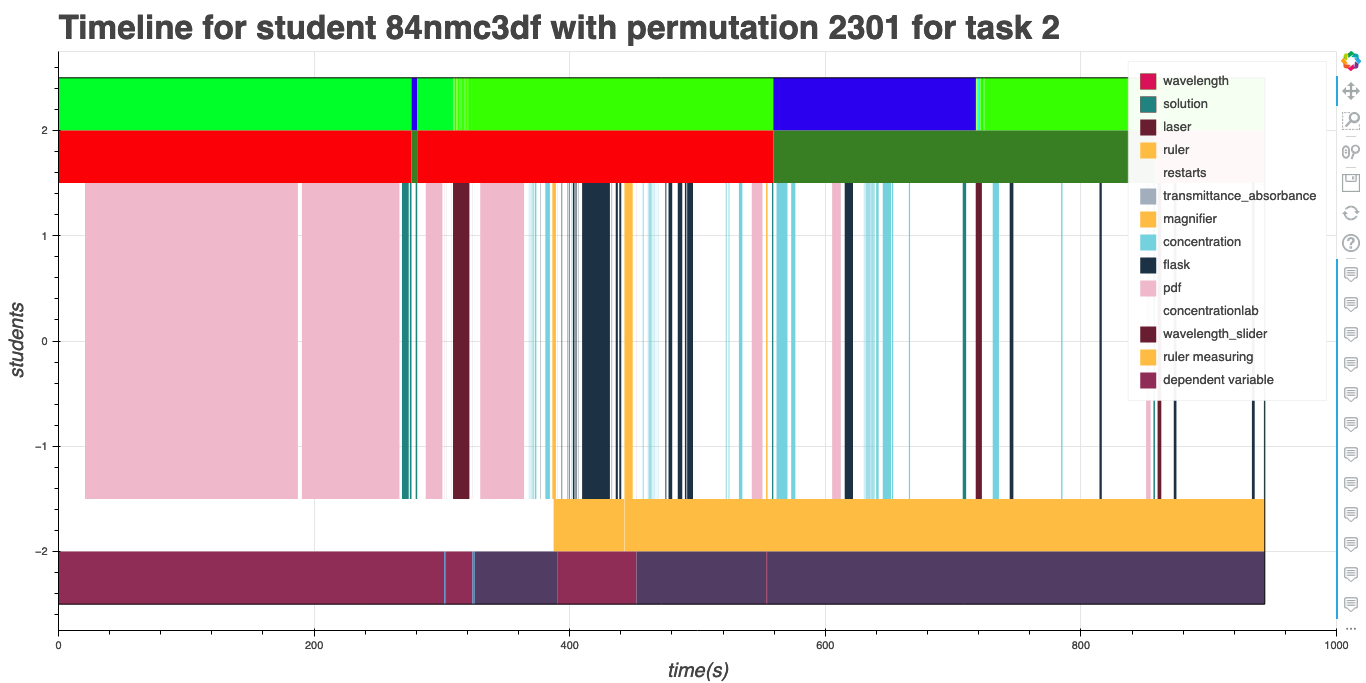 Timeline for student 84nmc3df with permutation 2301 for task 2
wavelength
solution
laser
ruler
restarts
transmittance_absorbance
magnifier
concentration
flask
pdf
concentrationlab
wavelength_slider
ruler measuring
dependent variable
students
2
1
0
−1
−2
0 200 400 600 800 1000
time(s)